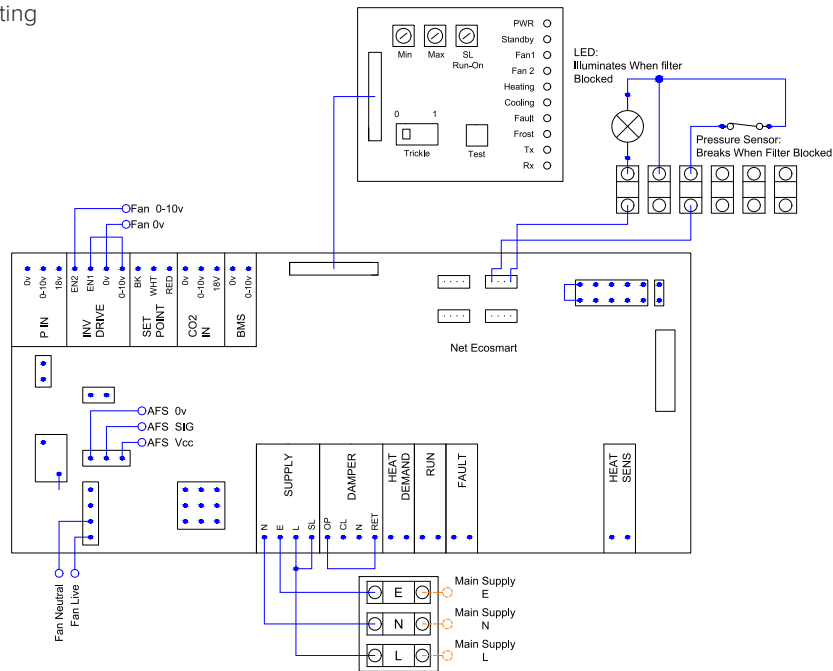 ting
PWR
Standby
Fan1
Fan 2
Heating
Cooling
Fault
Frost
Tx
Rx
Min
Max
SL
Run-On
0 1
Trickle
Test
LED:
Illuminates When filter
Blocked
Pressure Sensor:
Breaks When Filter Blocked
Fan 0-10v
Fan 0v
0v
0-10v
18v
P IN
EN2
EN1
0v
0-10v
INV
DRIVE
BK
WHT
RED
SET
POINT
0v
0-10v
18V
CO2
IN
0v
0-10v
BMS
Net Ecosmart
AFS 0v
AFS SIG
AFS Vcc
SUPPLY
N
E
L
SL
DAMPER
OP
CL
N
RET
HEAT
DEMAND
RUN
FAULT
HEAT
SENS
Fan Neutral
Fan Live
E
Main Supply
E
N
Main Supply
N
L
Main Supply
L